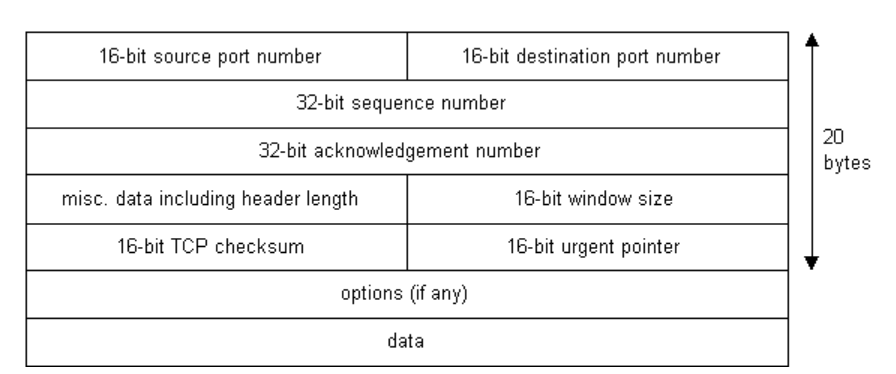 16-bit source port number
16-bit destination port number
32-bit sequence number
32-bit acknowledgement number
misc. data including header length
16-bit window size
16-bit TCP checksum
16-bit urgent pointer
options (if any)
data
20
bytes